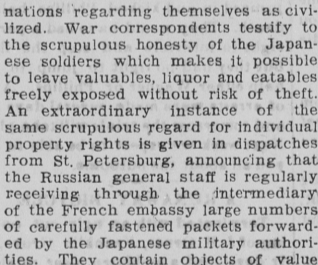 nations regarding themselves as civi-
lized. War correspondents testify to
the scrupulous honesty of the Japan-
ese soldiers which makes it possible
to leave valuables, liquor and eatables
freely exposed without risk of theft.
An extraordinary instance of the
same scrupulous regard for individual
property rights is given in dispatches
from St. Petersburg, announcing that
the Russian general staff is regularly
receiving through the intermediary
of the French embassy large numbers
of carefully fastened packets forward-
ed by the Japanese military authori-
ties. They contain objects of value